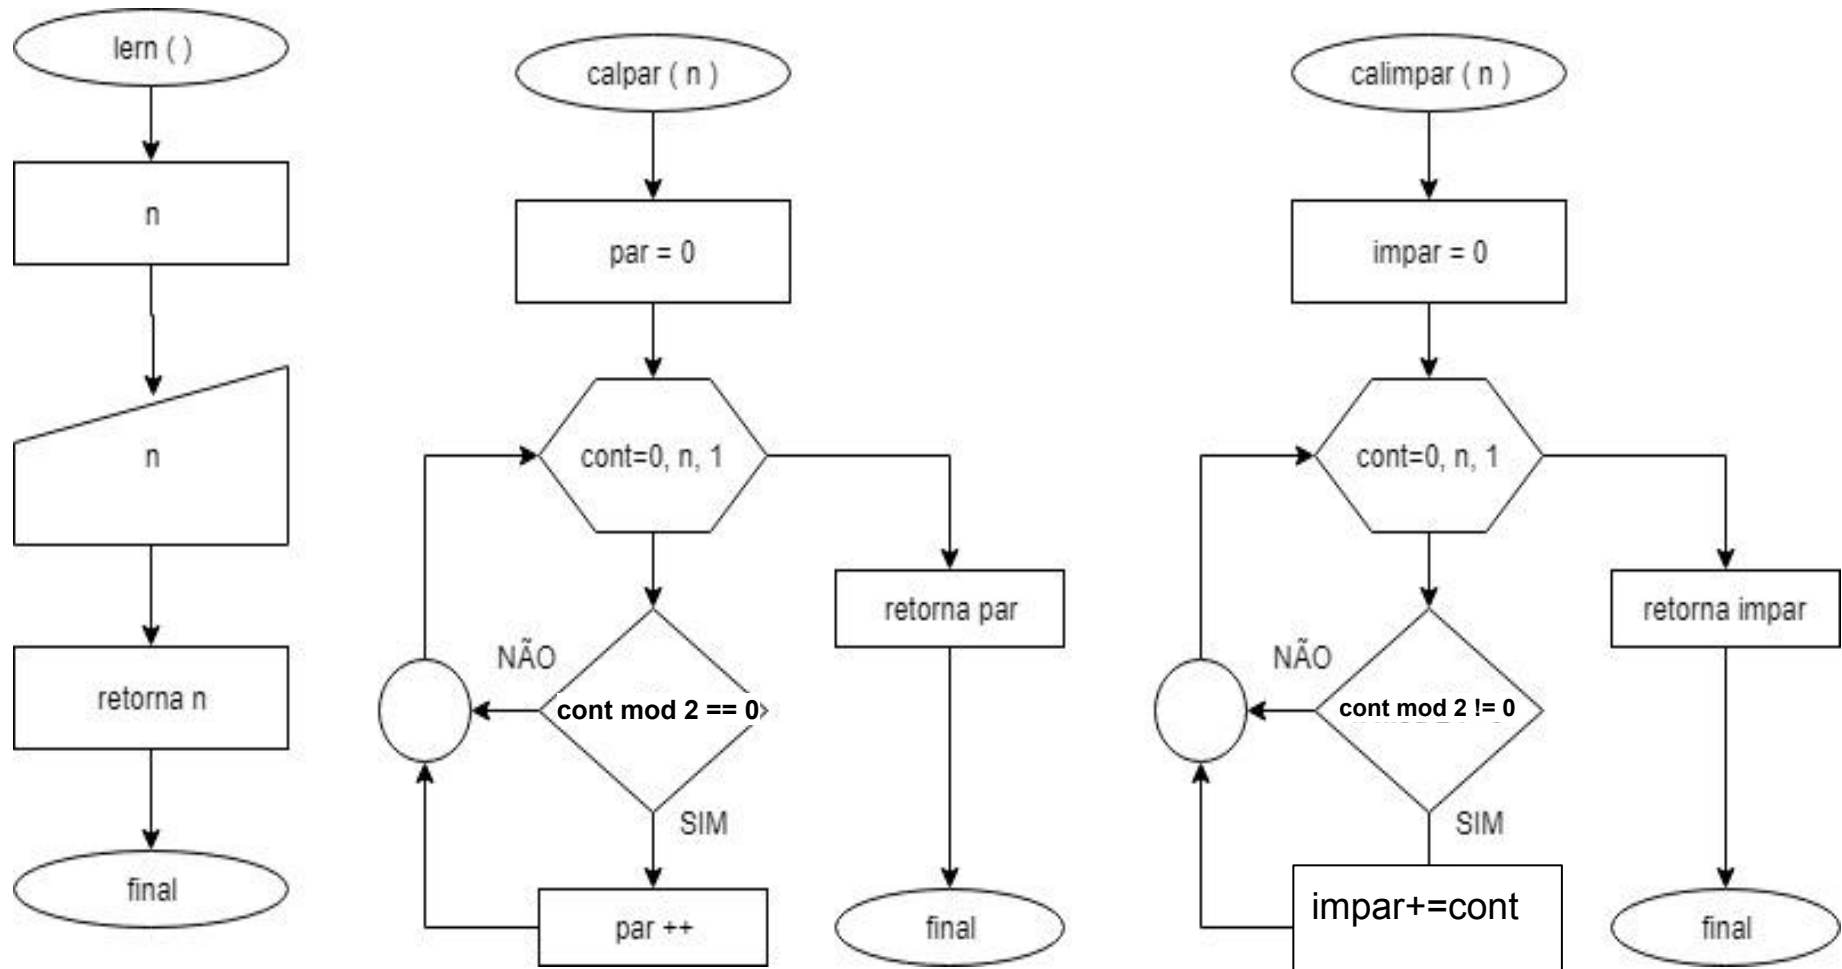 lern ( )
n
n
retorna n
final
calpar ( n )
par = 0
cont=0, n, 1
retorna par
NÃO
cont mod 2 == 0
SIM
par ++
final
calimpar ( n )
impar = 0
cont=0, n, 1
retorna impar
NÃO
cont mod 2 != 0
SIM
impar+=cont
final